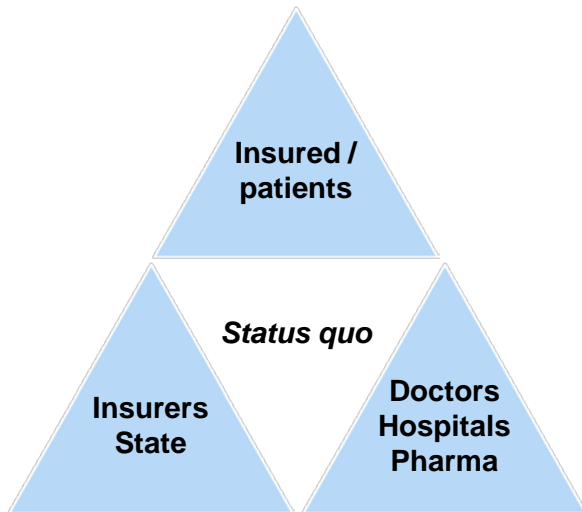 Insured /
patients
Status quo
Insurers
State
Doctors
Hospitals
Pharma